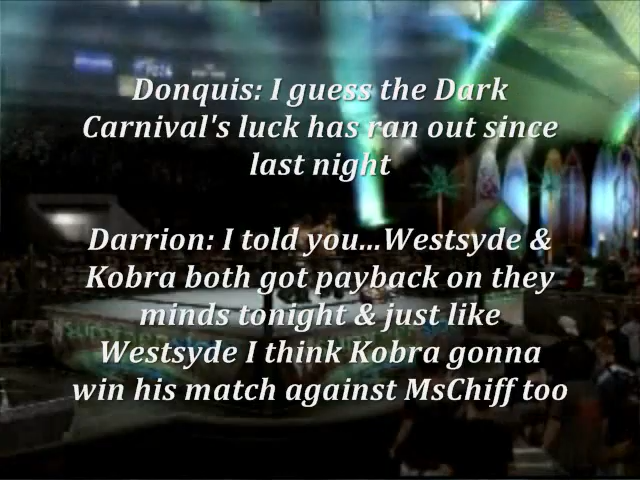 Donquis: I guess the Dark
Carnival's luck has ran out since
last night
Darrion: I told you...Westsyde &
Kobra both got payback on they
minds tonight & just like
Westsyde I think Kobra gonna
win his match against MsChiff too